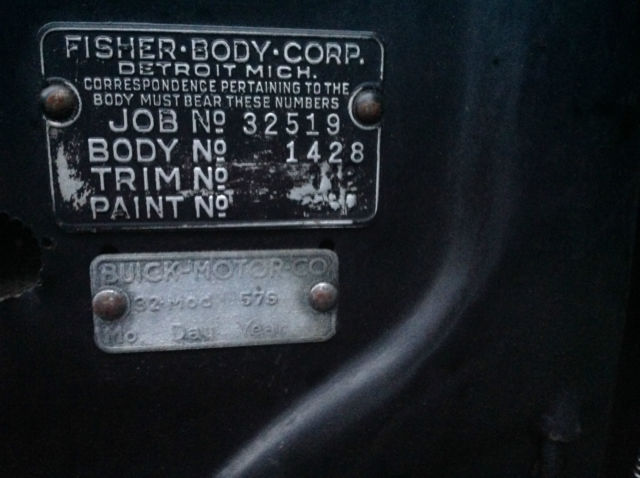 FISHER·BODY·CORP.
DETROIT MICH.
CORRESPONDENCE PERTAINING TO THE
BODY MUST BEAR THESE NUMBERS
JOB Nº 32519
BODY Nº 1428
TRIM Nº
PAINT Nº
BUICK-MOTOR-CO
32-Mod 57S
Mo. Day Year